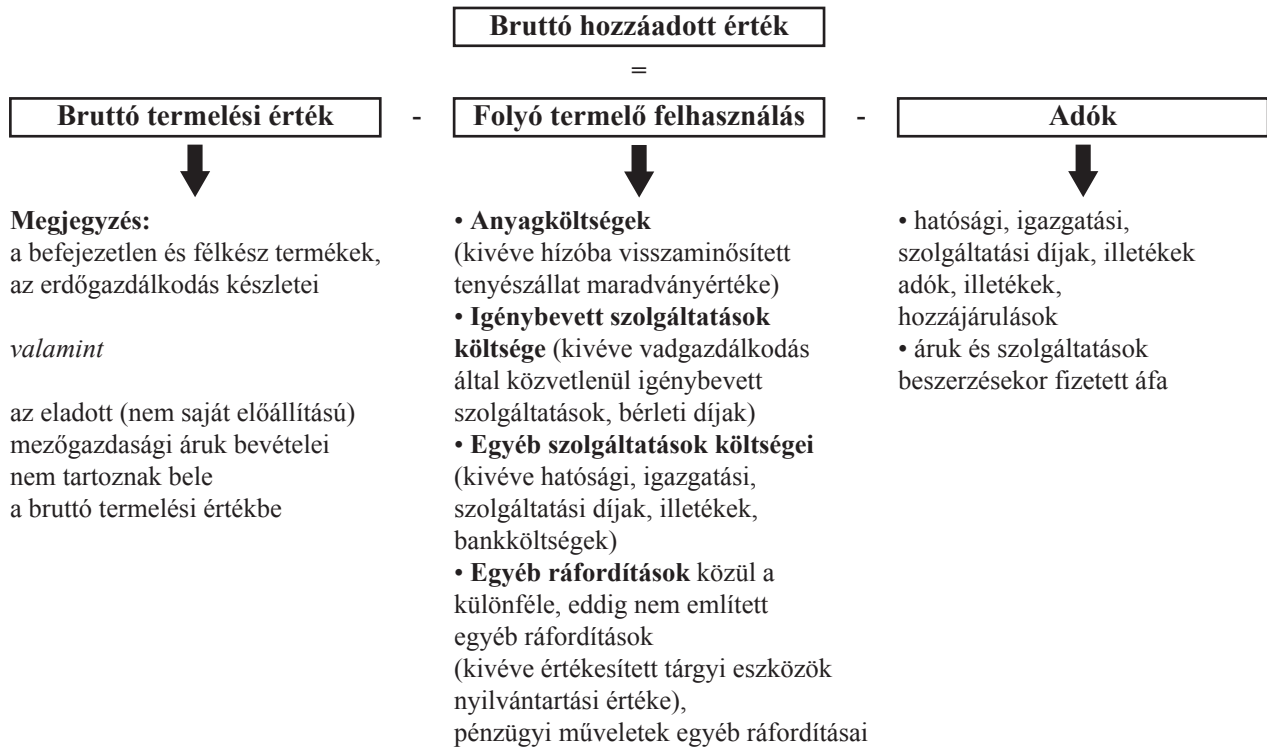 Bruttó hozzáadott érték
=
Bruttó termelési érték - Folyó termelő felhasználás - Adók
Megjegyzés:
a befejezetlen és félkész termékek,
az erdőgazdálkodás készletei
valamint
az eladott (nem saját előállítású)
mezőgazdasági áruk bevételei
nem tartoznak bele
a bruttó termelési értékbe
• Anyagköltségek
(kivéve hízóba visszaminősített
tenyészállat maradványértéke)
• Igénybevett szolgáltatások
költsége (kivéve vadgazdálkodás
által közvetlenül igénybevett
szolgáltatások, bérleti díjak)
• Egyéb szolgáltatások költségei
(kivéve hatósági, igazgatási,
szolgáltatási díjak, illetékek,
bankköltségek)
• Egyéb ráfordítások közül a
különféle, eddig nem említett
egyéb ráfordítások
(kivéve értékesített tárgyi eszközök
nyilvántartási értéke),
pénzügyi műveletek egyéb ráfordításai
• hatósági, igazgatási,
szolgáltatási díjak, illetékek
adók, illetékek,
hozzájárulások
• áruk és szolgáltatások
beszerzésekor fizetett áfa